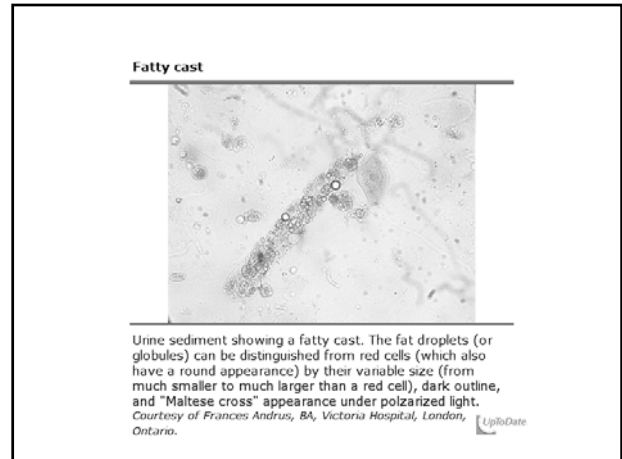 Fatty cast
Urine sediment showing a fatty cast. The fat droplets (or
globules) can be distinguished from red cells (which also
have a round appearance) by their variable size (from
much smaller to much larger than a red cell), dark outline,
and "Maltese cross" appearance under polzarized light.
Courtesy of Frances Andrus, BA, Victoria Hospital, London,
Ontario.
UpToDate